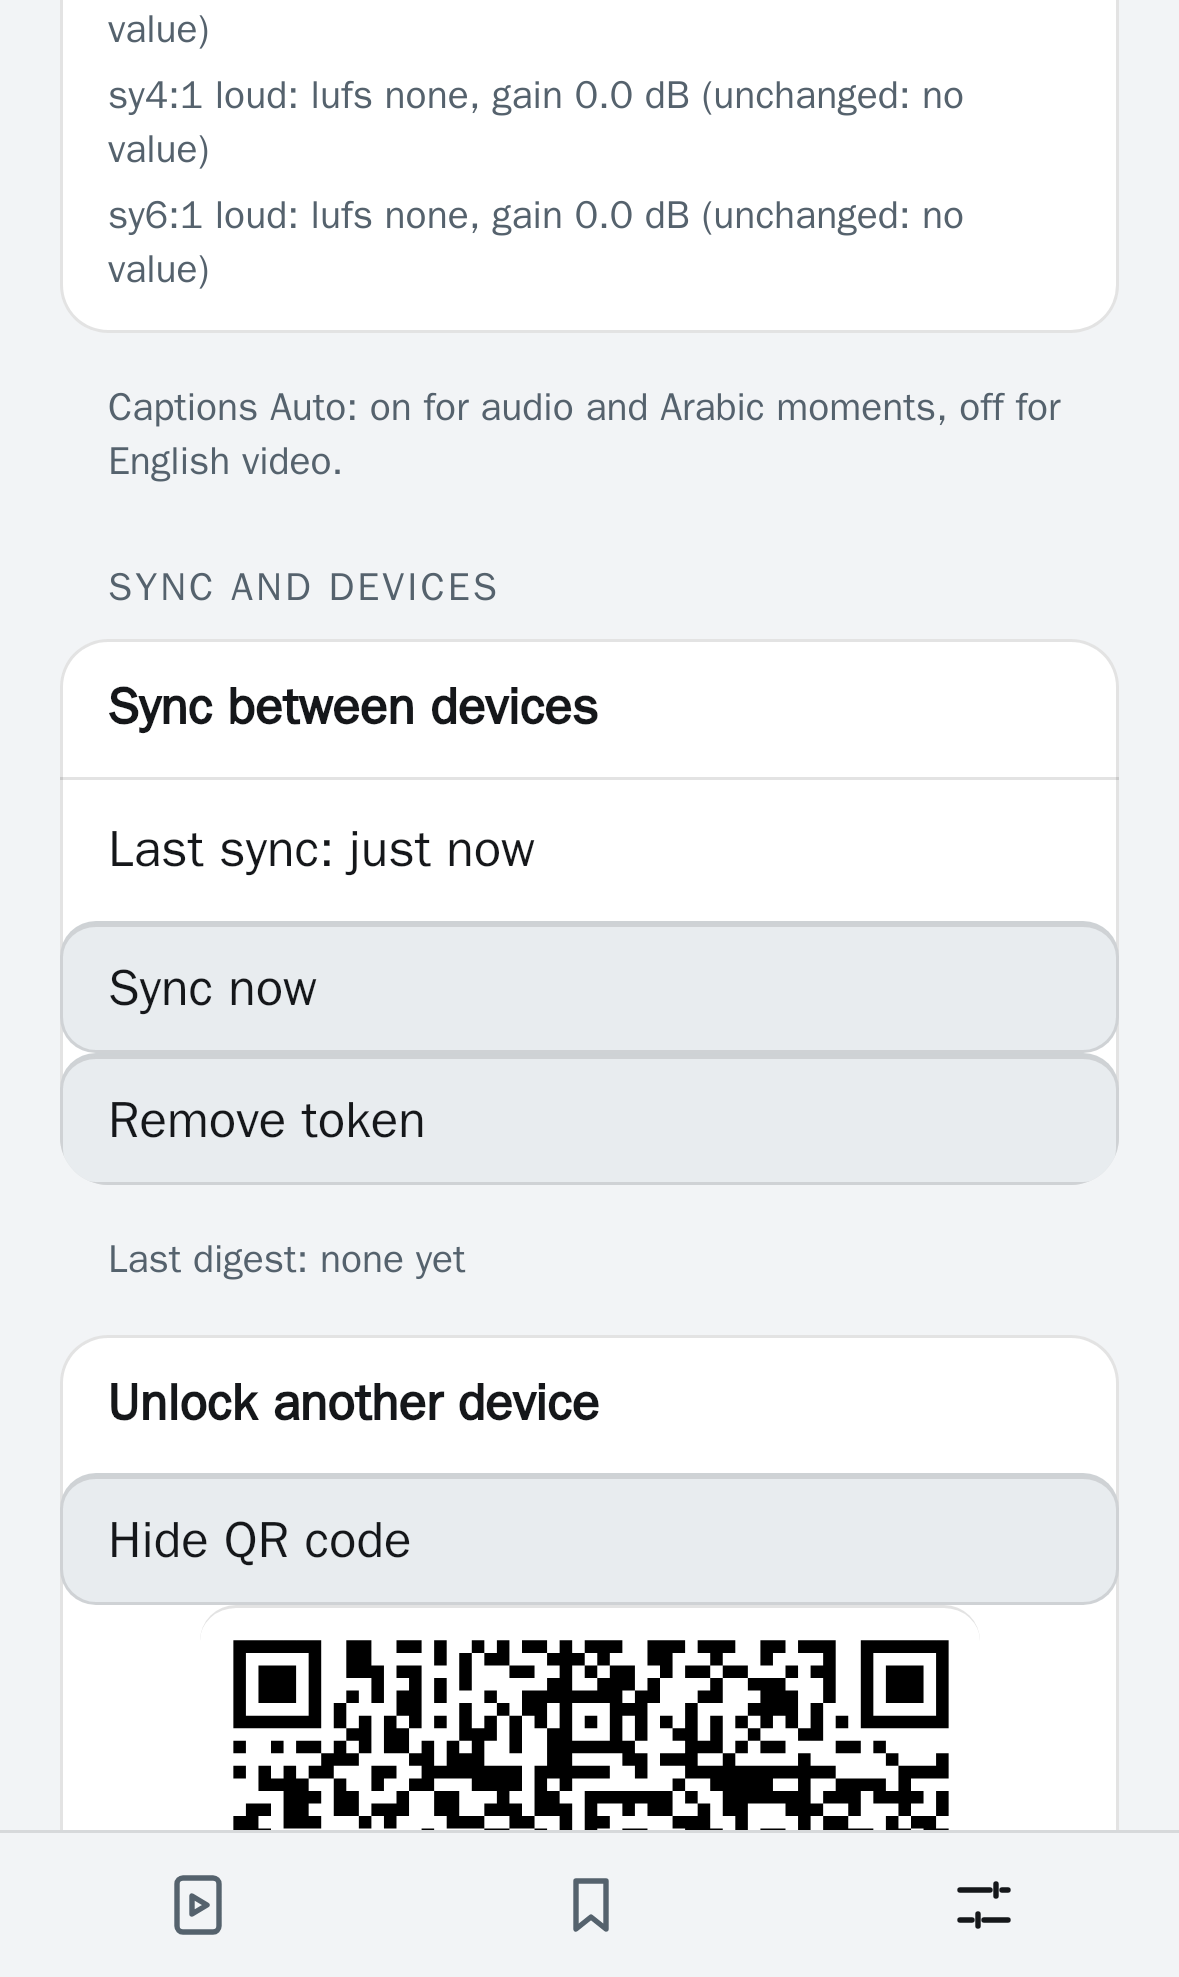 value)
sy4:1 loud: lufs none, gain 0.0 dB (unchanged: no
value)
sy6:1 loud: lufs none, gain 0.0 dB (unchanged: no
value)
Captions Auto: on for audio and Arabic moments, off for
English video.
SYNC AND DEVICES
Sync between devices
Last sync: just now
Sync now
Remove token
Last digest: none yet
Unlock another device
Hide QR code